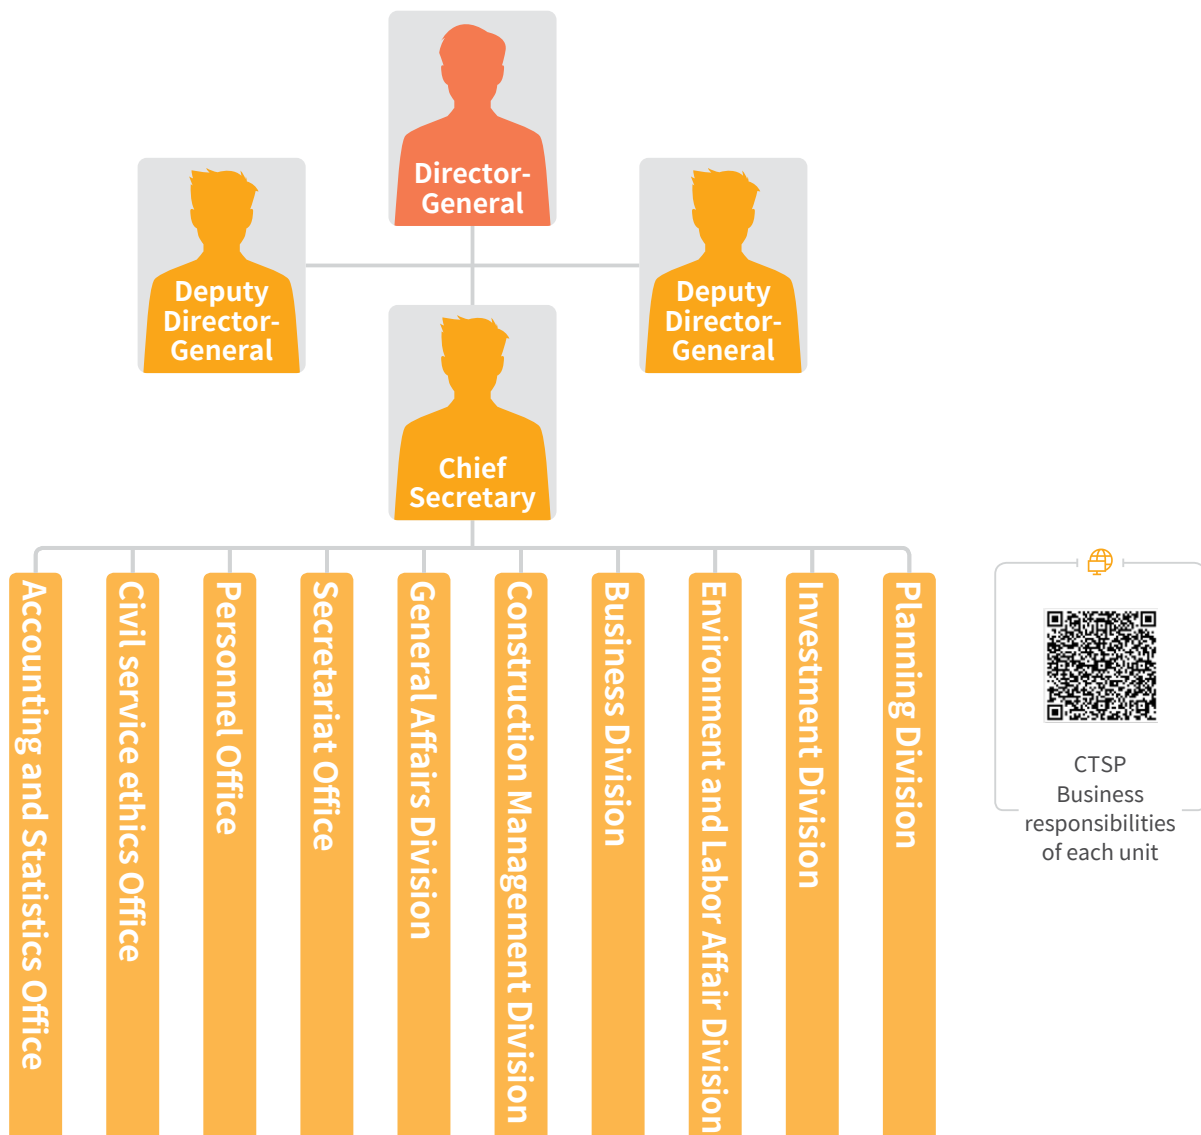 Director-
General
Deputy
Director-
General
Deputy
Director-
General
Chief
Secretary
Accounting and Statistics Office
Civil service ethics Office
Personnel Office
Secretariat Office
General Affairs Division
Construction Management Division
Business Division
Environment and Labor Affair Division
Investment Division
Planning Division
CTSP
Business
responsibilities
of each unit